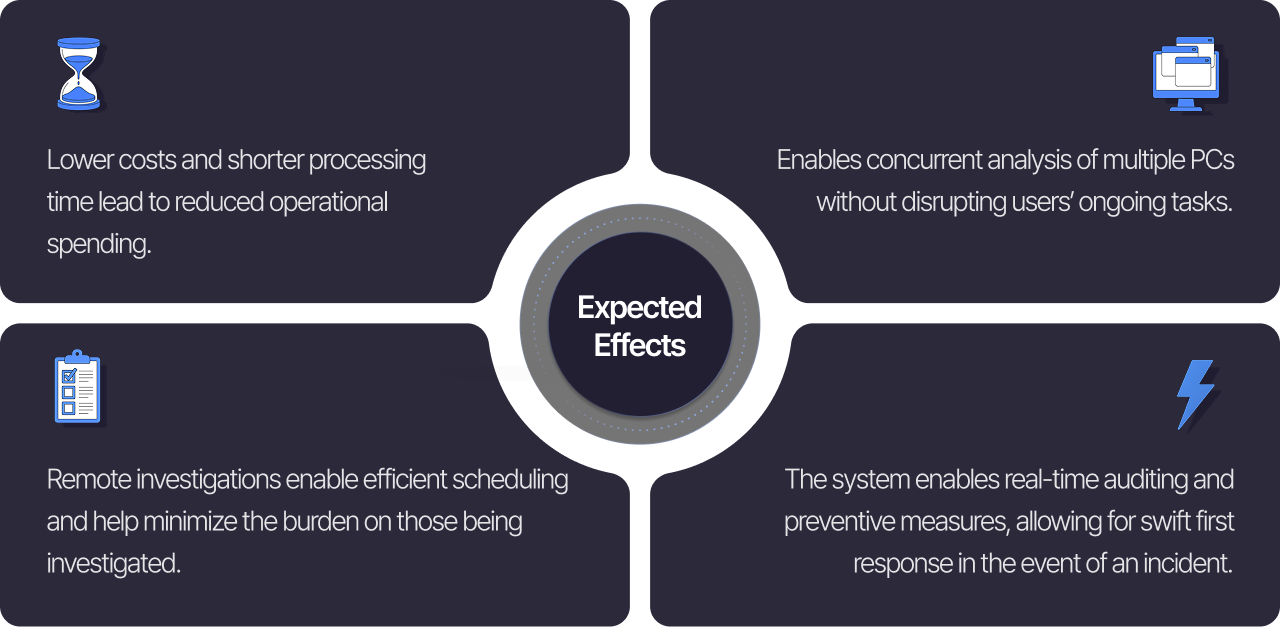 Lower costs and shorter processing
time lead to reduced operational
spending.
Enables concurrent analysis of multiple PCs
without disrupting users’ ongoing tasks.
Expected
Effects
Remote investigations enable efficient scheduling
and help minimize the burden on those being
investigated.
The system enables real-time auditing and
preventive measures, allowing for swift first
response in the event of an incident.